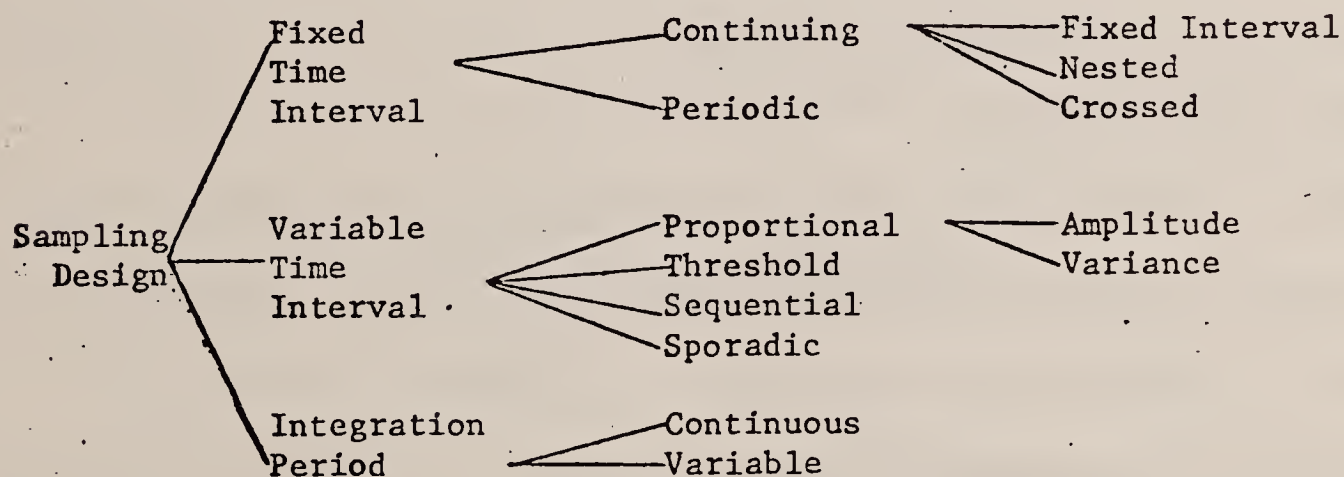 Fixed
Time
Interval
Continuing
Periodic
Fixed Interval
Nested
Crossed
Sampling
Design
Variable
Time
Interval
Proportional
Threshold
Sequential
Sporadic
Amplitude
Variance
Integration
Period
Continuous
Variable